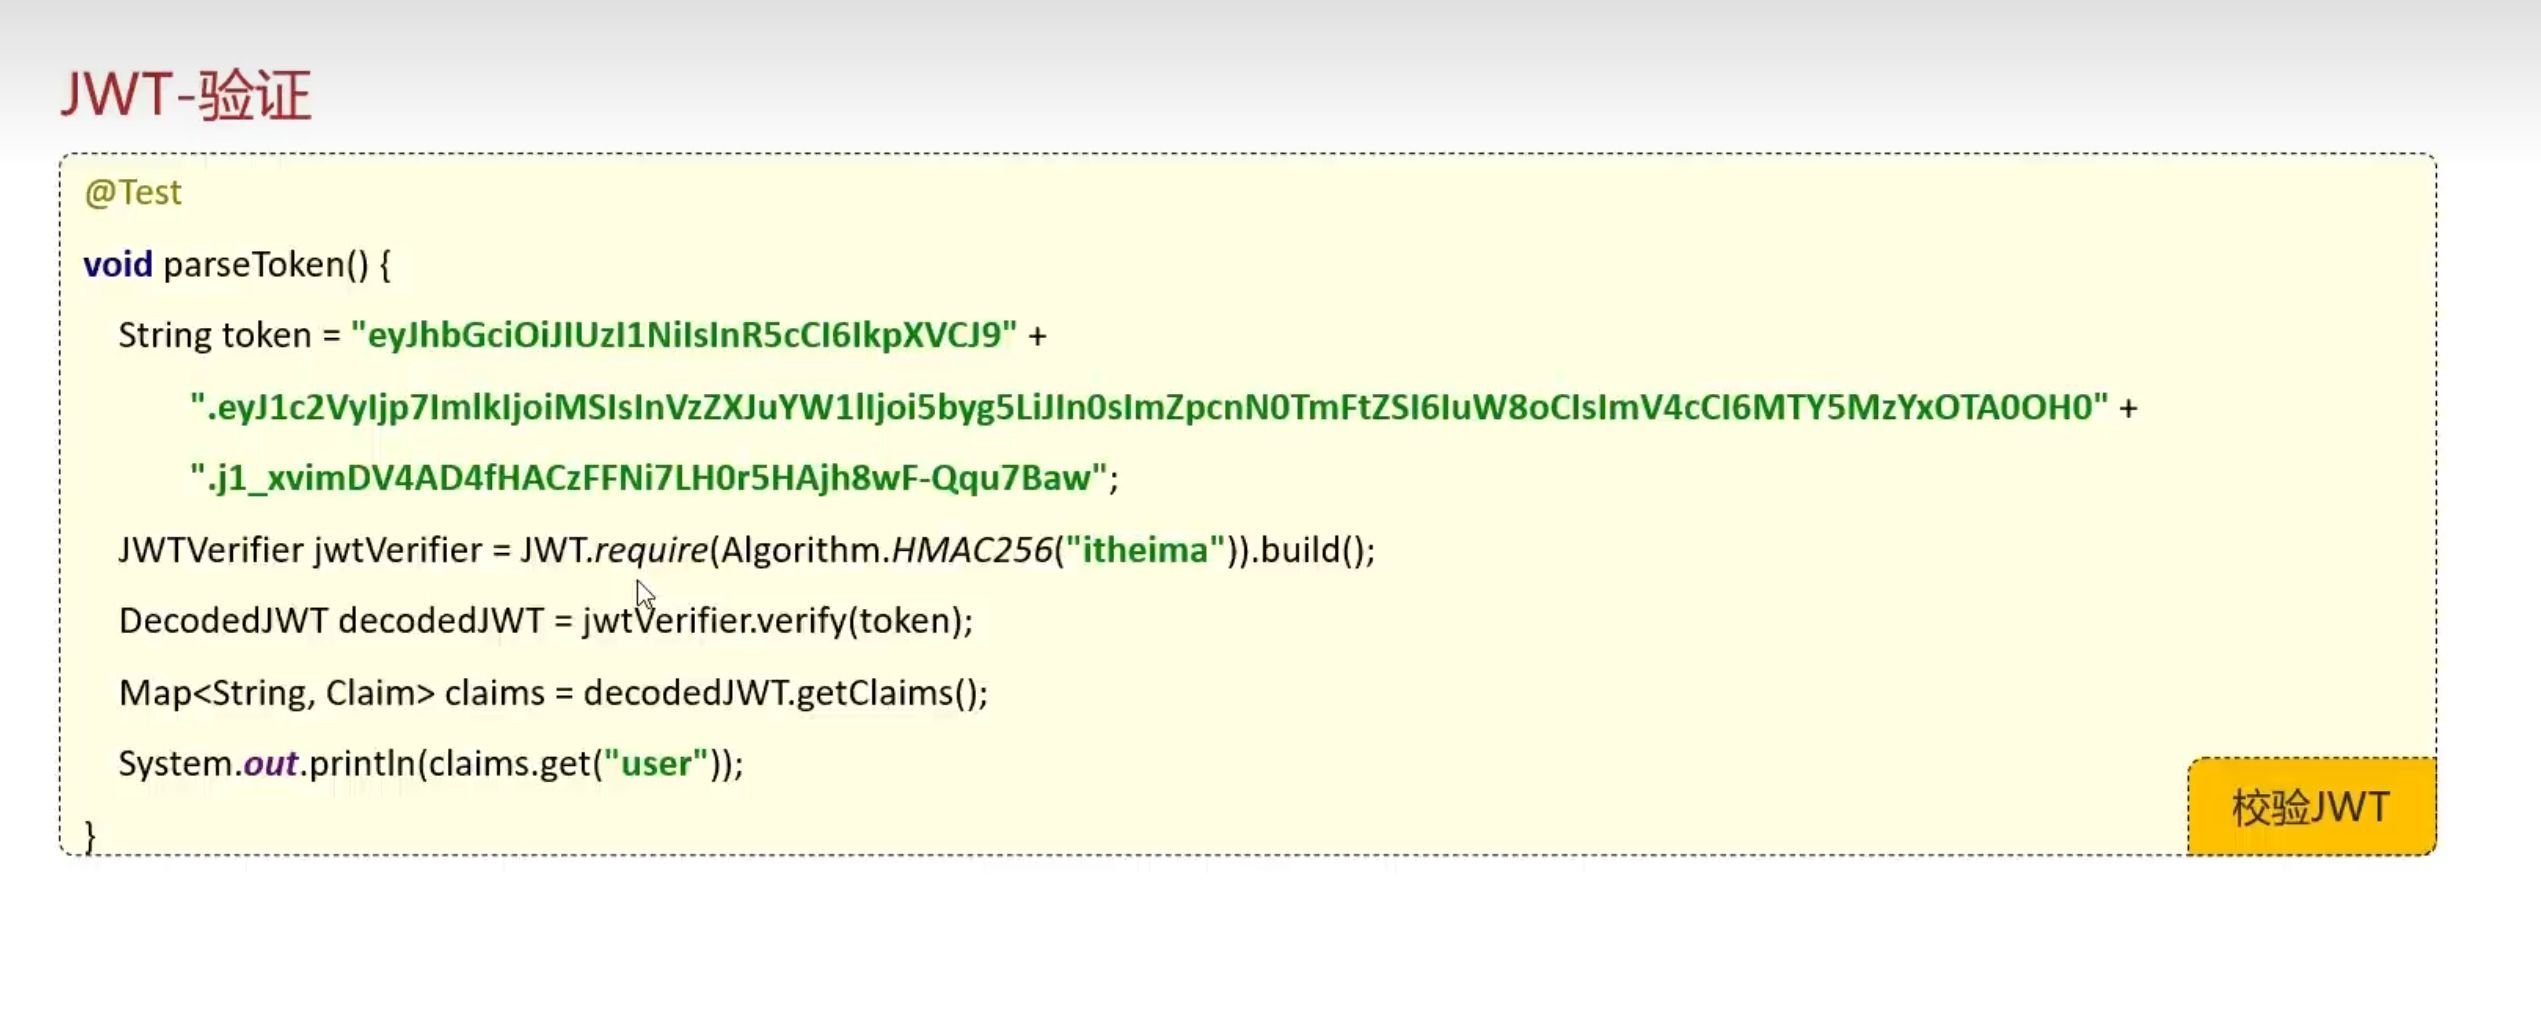 JWT-验证
@Test
void parseToken() {
String token = "eyJhbGciOiJIUzI1NiIsInR5cCI6IkpXVCJ9" +
".eyJ1c2VyIjp7ImlkIjoiMSIsInVzZXJuYW1lIjoi5byg5LiJIn0sImZpcnN0TmFtZSI6IuW8oCIsImV4cCI6MTY5MzYxOTA0OH0" +
".j1_xvimDV4AD4fHACzFFNi7LH0r5HAjh8wF-Qqu7Baw";
JWTVerifier jwtVerifier = JWT.require(Algorithm.HMAC256("itheima")).build();
DecodedJWT decodedJWT = jwtVerifier.verify(token);
Map<String, Claim> claims = decodedJWT.getClaims();
System.out.println(claims.get("user"));
}
校验JWT